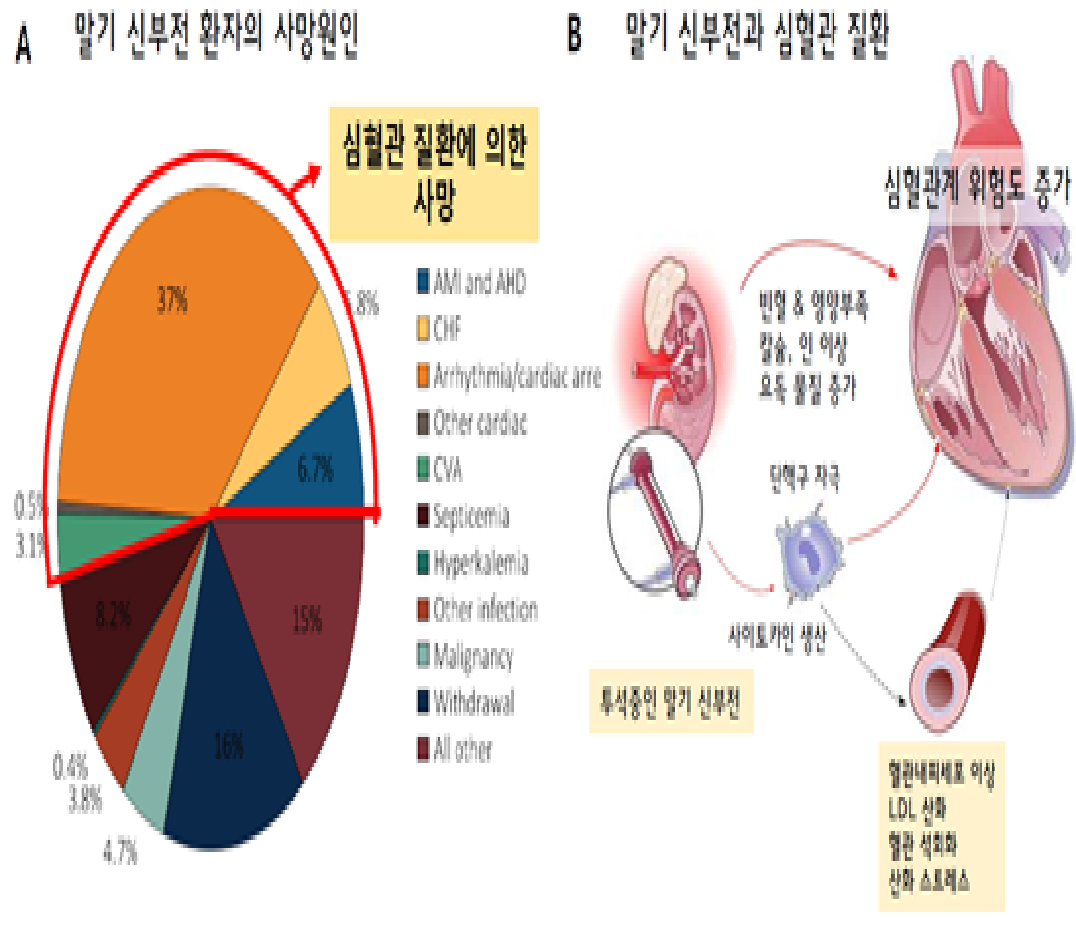 A
말기 신부전 환자의 사망원인
심혈관 질환에 의한
사망
37%
.8%
6.7%
0.5%
3.1%
8.2%
15%
16%
0.4%
3.8%
4.7%
AMI and AHD
CHF
Arrhythmia/cardiac arre
Other cardiac
CVA
Septicemia
Hyperkalemia
Other infection
Malignancy
Withdrawal
All other
B
말기 신부전과 심혈관 질환
심혈관계 위험도 증가
빈혈 & 영양부족
칼슘, 인 이상
요독 물질 증가
단핵구 자극
사이토카인 생산
투석중인 말기 신부전
혈관내피세포 이상
LDL 산화
혈관 석회화
산화 스트레스